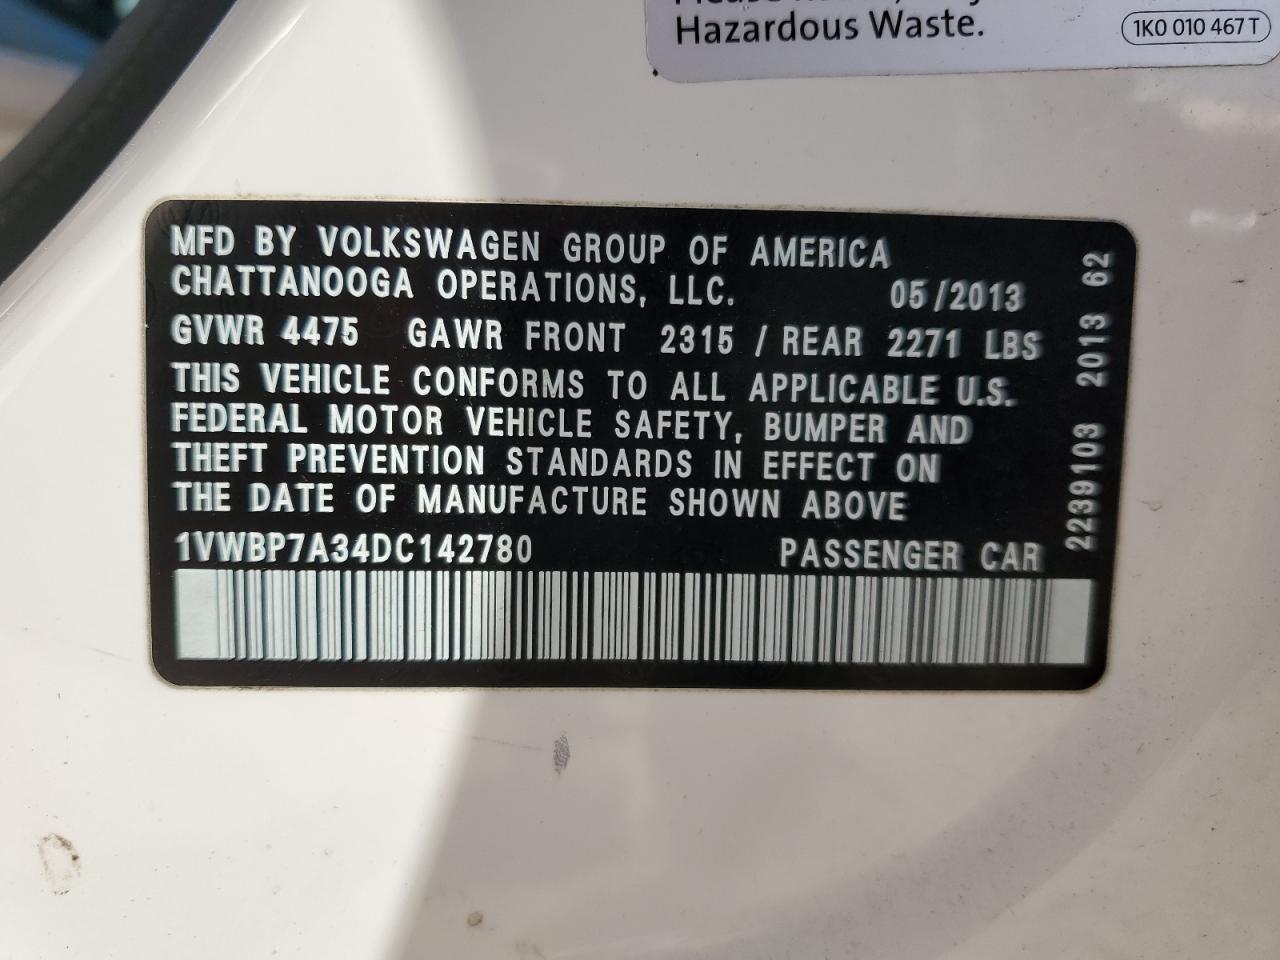 Hazardous Waste.
1K0 010 467 T
MFD BY VOLKSWAGEN GROUP OF AMERICA
CHATTANOOGA OPERATIONS, LLC. 05/2013
GVWR 4475 GAWR FRONT 2315 / REAR 2271 LBS
THIS VEHICLE CONFORMS TO ALL APPLICABLE U.S.
FEDERAL MOTOR VEHICLE SAFETY, BUMPER AND
THEFT PREVENTION STANDARDS IN EFFECT ON
THE DATE OF MANUFACTURE SHOWN ABOVE
1VWBP7A34DC142780 PASSENGER CAR
2239103 2013 62